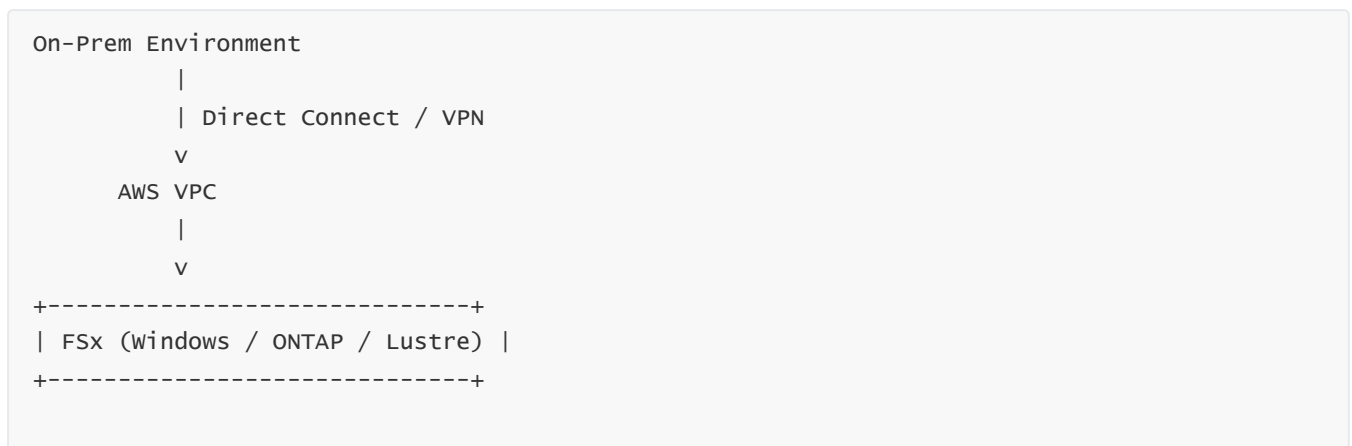 On-Prem Environment
           |
           | Direct Connect / VPN
           v
      AWS VPC
           |
           v
+------------------------------+
| FSx (Windows / ONTAP / Lustre) |
+------------------------------+